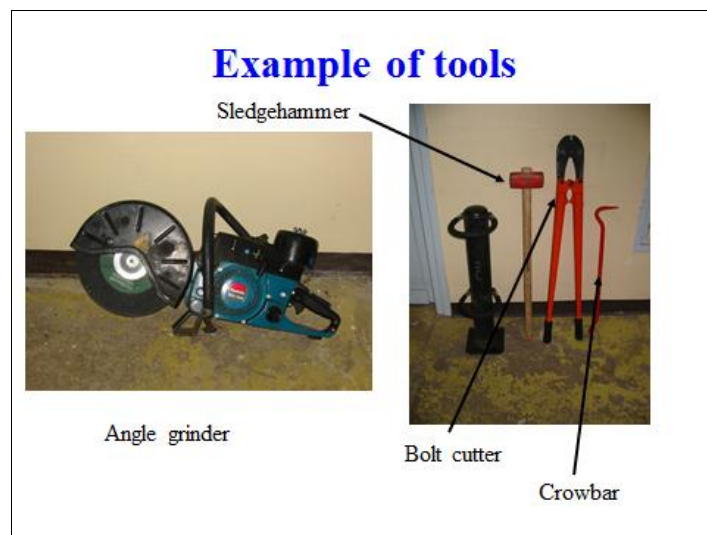 Example of tools
Sledgehammer
Angle grinder
Bolt cutter
Crowbar